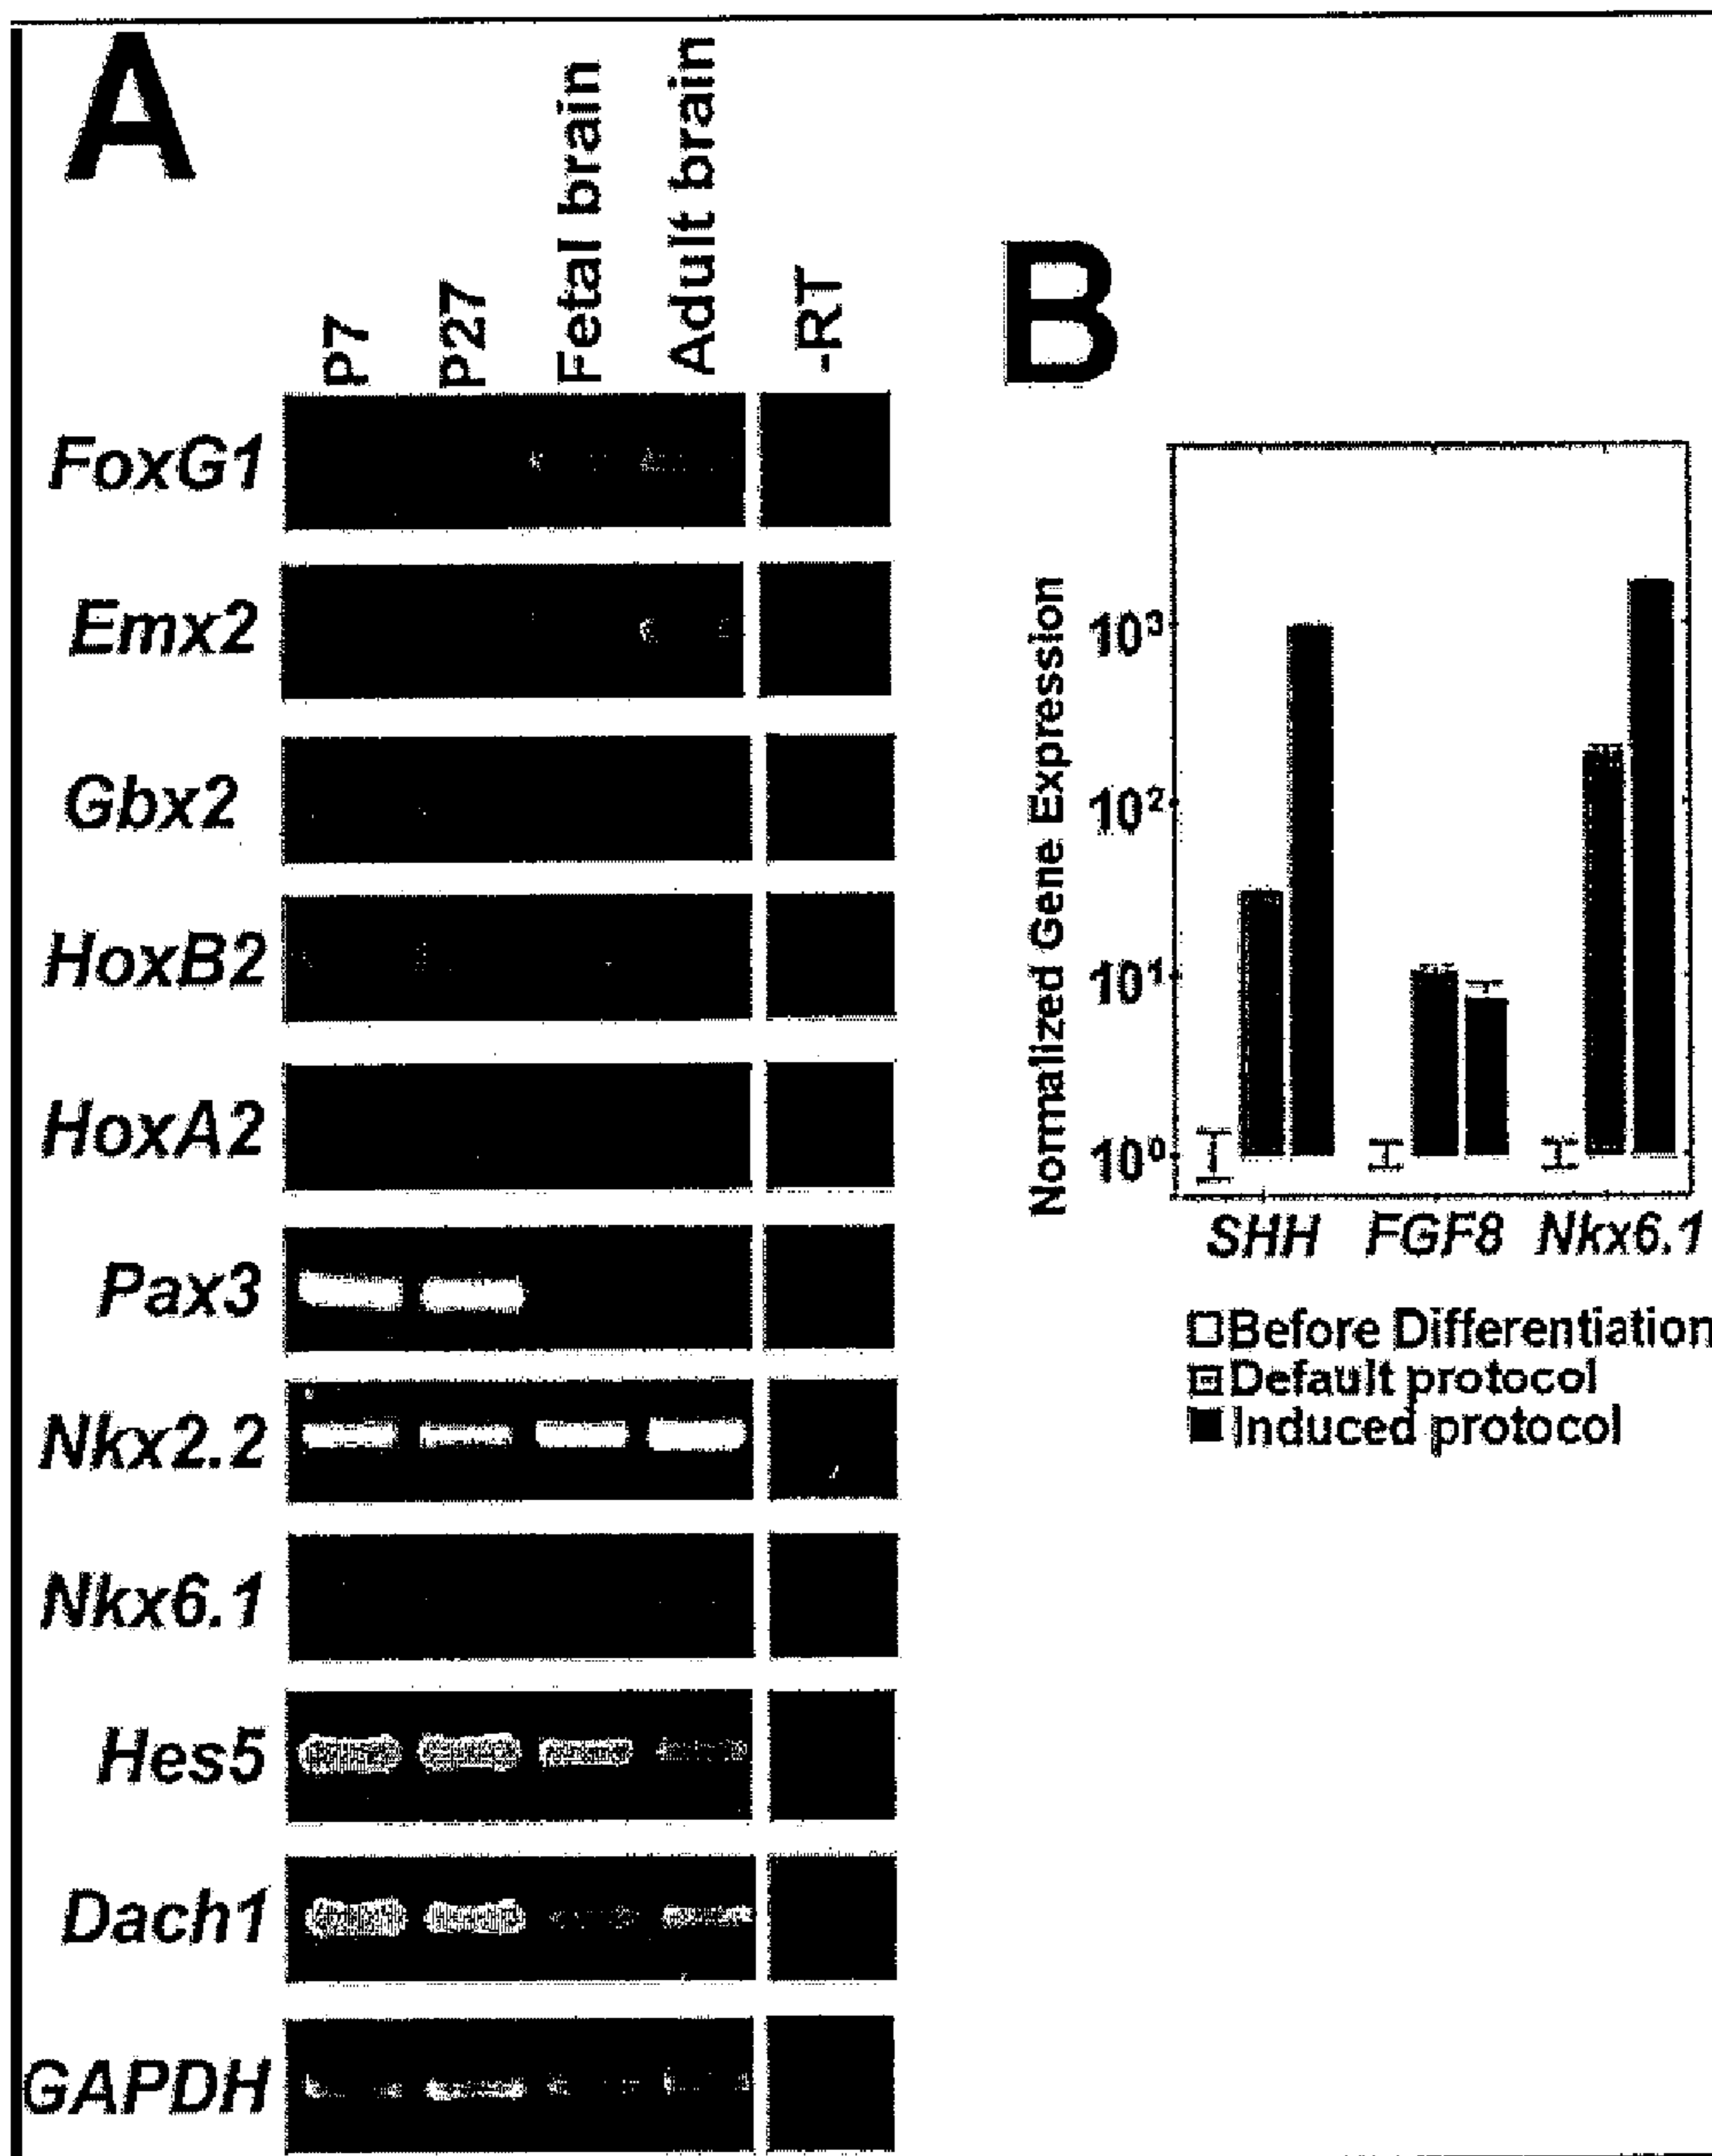 A
P7
P27
Fetal brain
Adult brain
-RT
FoxG1
Emx2
Gbx2
HoxB2
HoxA2
Pax3
Nkx2.2
Nkx6.1
Hes5
Dach1
GAPDH
B
Normalized Gene Expression
10³
10²
10¹
10⁰
SHH FGF8 Nkx6.1
Before Differentiation
Default protocol
Induced protocol